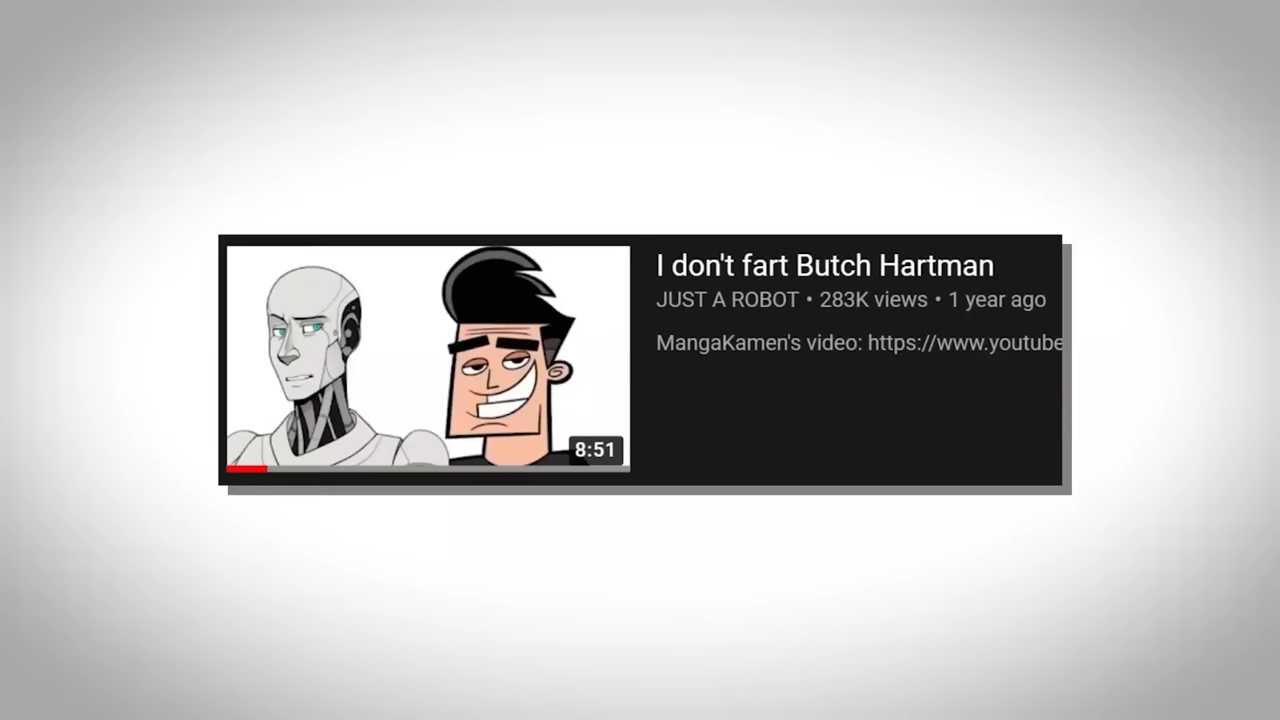 I don't fart Butch Hartman
JUST A ROBOT • 283K views • 1 year ago
MangaKamen's video: https://www.youtube
8:51